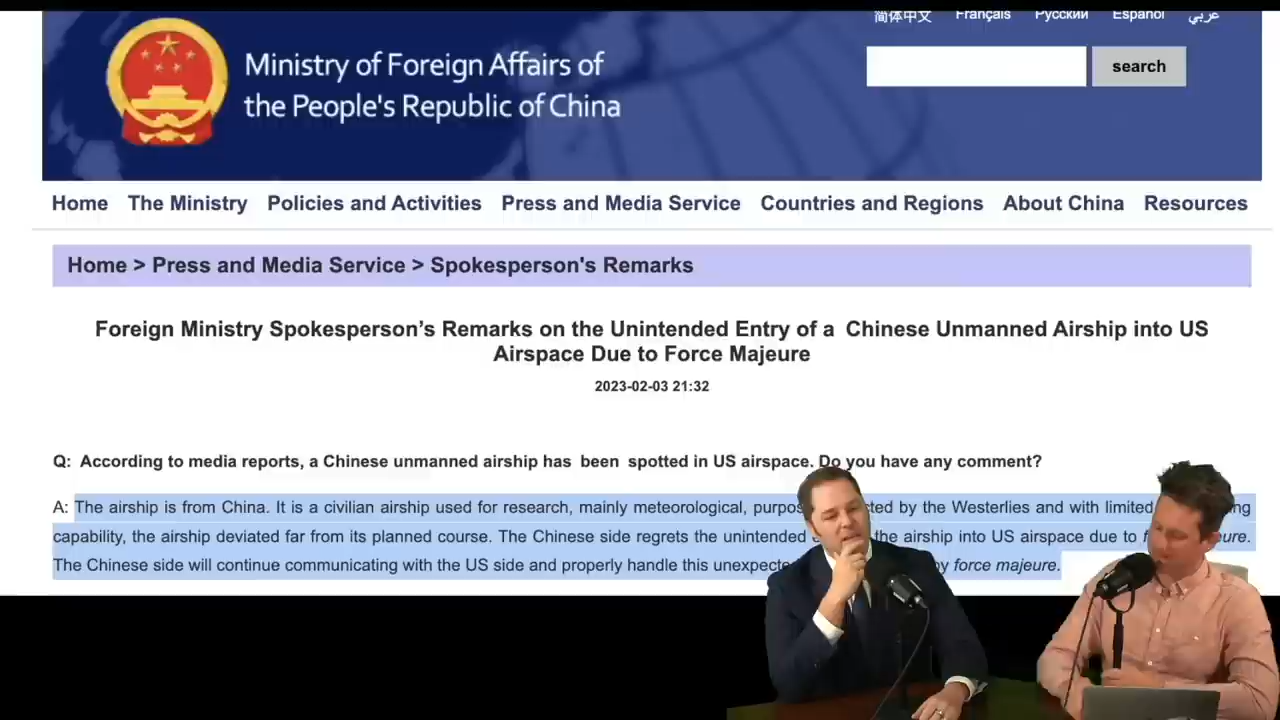 简体中文 Français Русский Español عربي
Ministry of Foreign Affairs of
the People's Republic of China
search
Home The Ministry Policies and Activities Press and Media Service Countries and Regions About China Resources
Home > Press and Media Service > Spokesperson's Remarks
Foreign Ministry Spokesperson's Remarks on the Unintended Entry of a Chinese Unmanned Airship into US
Airspace Due to Force Majeure
2023-02-03 21:32
Q: According to media reports, a Chinese unmanned airship has been spotted in US airspace. Do you have any comment?
A: The airship is from China. It is a civilian airship used for research, mainly meteorological, by the Westerlies and with limited
capability, the airship deviated far from its planned course. The Chinese side regrets the unintended the airship into US airspace due to
The Chinese side will continue communicating with the US side and properly handle this force majeure.